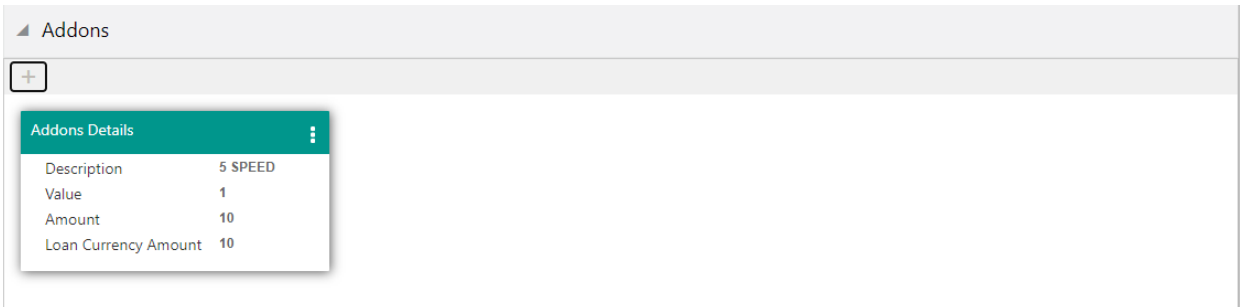 Addons
+
Addons Details
Description 5 SPEED
Value 1
Amount 10
Loan Currency Amount 10